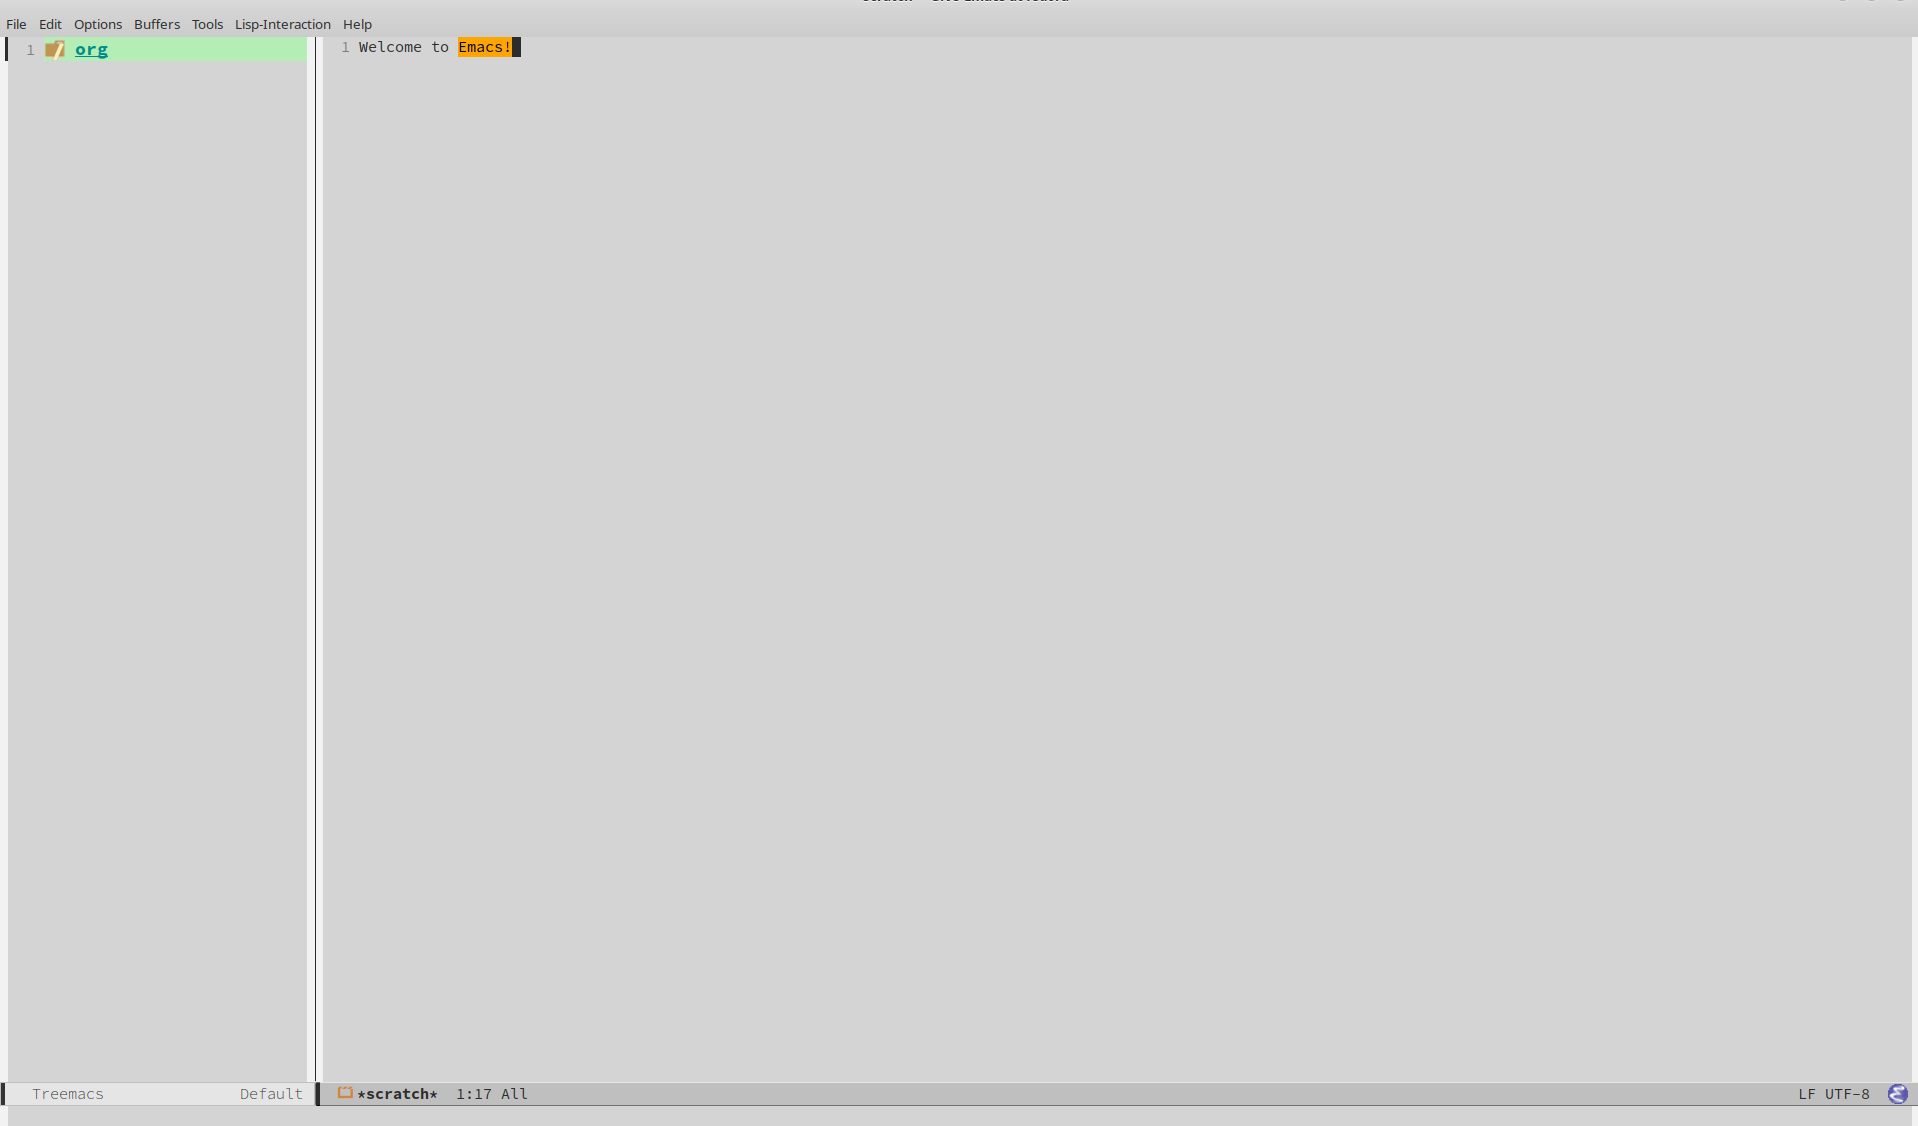 File Edit Options Buffers Tools Lisp-Interaction Help
1 org
1 Welcome to Emacs!
Treemacs Default
*scratch* 1:17 All LF UTF-8